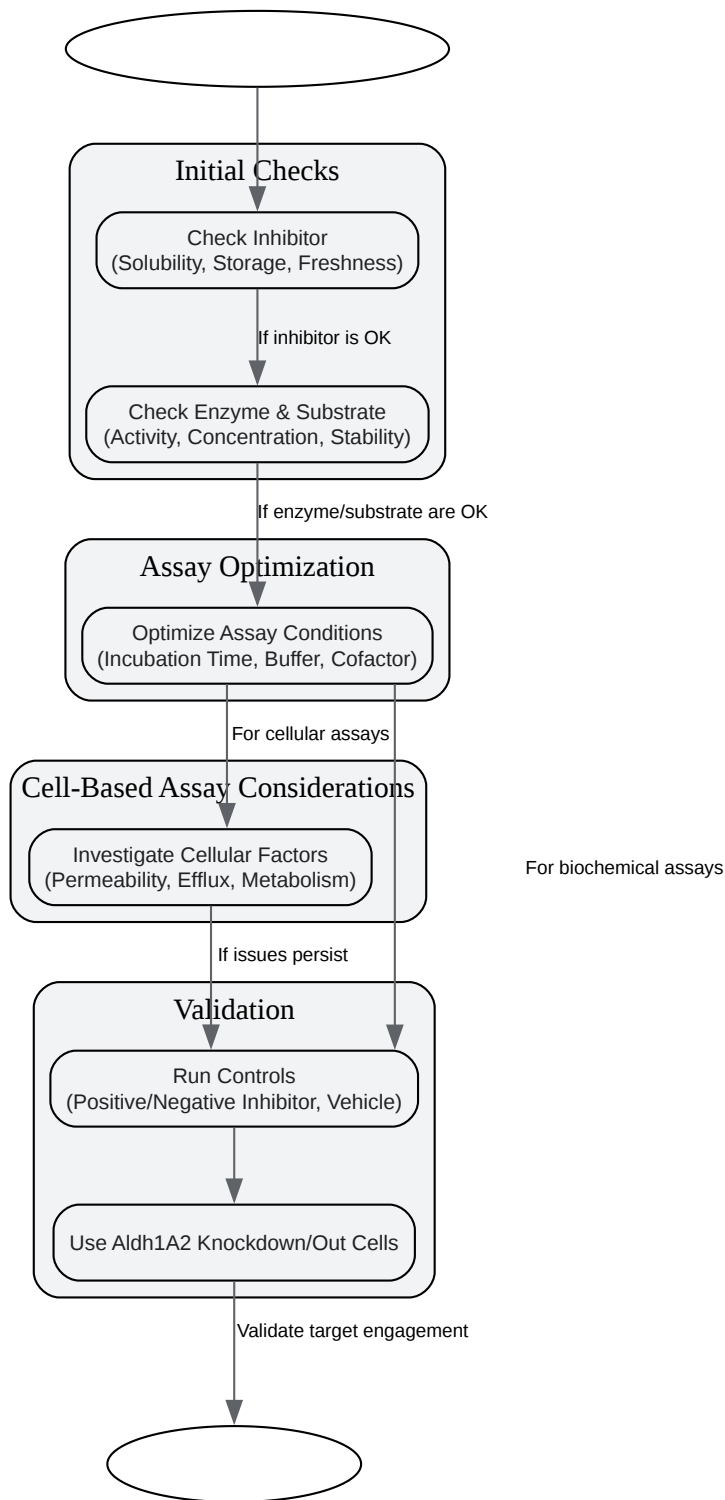 Initial Checks
Check Inhibitor
(Solubility, Storage, Freshness)
If inhibitor is OK
Check Enzyme & Substrate
(Activity, Concentration, Stability)
If enzyme/substrate are OK
Assay Optimization
Optimize Assay Conditions
(Incubation Time, Buffer, Cofactor)
For cellular assays
Cell-Based Assay Considerations
Investigate Cellular Factors
(Permeability, Efflux, Metabolism)
For biochemical assays
If issues persist
Validation
Run Controls
(Positive/Negative Inhibitor, Vehicle)
Use Aldh1A2 Knockdown/Out Cells
Validate target engagement